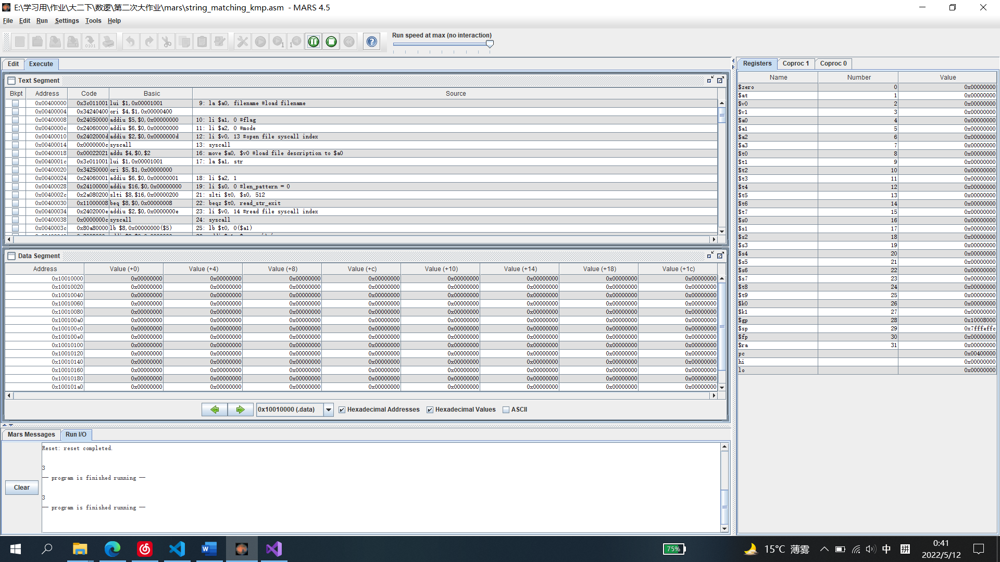 E:\学习用\作业\大二下\数逻\第二次大作业\mars\string_matching_kmp.asm - MARS 4.5
File Edit Run Settings Tools Help
Run speed at max (no interaction)
Edit Execute
Text Segment
Bkpt Address Code Basic Source
0x00400000 0x3c011001 lui $1,0x00001001 9: la $a0, filename #load filename
0x00400004 0x34240400 ori $4,$1,0x00000400
0x00400008 0x24050000 addiu $5,$0,0x00000000 10: li $a1, 0 #flag
0x0040000c 0x24060000 addiu $6,$0,0x00000000 11: li $a2, 0 #mode
0x00400010 0x2402000d addiu $2,$0,0x0000000d 12: li $v0, 13 #open file syscall index
0x00400014 0x0000000c syscall 13: syscall
0x00400018 0x00022021 addu $4,$0,$2 16: move $a0, $v0 #load file description to $a0
0x0040001c 0x3c011001 lui $1,0x00001001 17: la $a1, str
0x00400020 0x34250000 ori $5,$1,0x00000000
0x00400024 0x24060001 addiu $6,$0,0x00000001 18: li $a2, 1
0x00400028 0x24100000 addiu $16,$0,0x00000000 19: li $s0, 0 #len_pattern = 0
0x0040002c 0x2a080200 slti $8,$16,0x00000200 21: slti $t0, $s0, 512
0x00400030 0x11000008 beq $8,$0,0x00000008 22: beqz $t0, read_str_exit
0x00400034 0x2402000e addiu $2,$0,0x0000000e 23: li $v0, 14 #read file syscall index
0x00400038 0x0000000c syscall 24: syscall
0x0040003c 0x80a80000 lb $8,0x00000000($5) 25: lb $t0, 0($a1)
Data Segment
Address Value (+0) Value (+4) Value (+8) Value (+c) Value (+10) Value (+14) Value (+18) Value (+1c)
0x10010000 0x00000000 0x00000000 0x00000000 0x00000000 0x00000000 0x00000000 0x00000000 0x00000000
0x10010020 0x00000000 0x00000000 0x00000000 0x00000000 0x00000000 0x00000000 0x00000000 0x00000000
0x10010040 0x00000000 0x00000000 0x00000000 0x00000000 0x00000000 0x00000000 0x00000000 0x00000000
0x10010060 0x00000000 0x00000000 0x00000000 0x00000000 0x00000000 0x00000000 0x00000000 0x00000000
0x10010080 0x00000000 0x00000000 0x00000000 0x00000000 0x00000000 0x00000000 0x00000000 0x00000000
0x100100a0 0x00000000 0x00000000 0x00000000 0x00000000 0x00000000 0x00000000 0x00000000 0x00000000
0x100100c0 0x00000000 0x00000000 0x00000000 0x00000000 0x00000000 0x00000000 0x00000000 0x00000000
0x100100e0 0x00000000 0x00000000 0x00000000 0x00000000 0x00000000 0x00000000 0x00000000 0x00000000
0x10010100 0x00000000 0x00000000 0x00000000 0x00000000 0x00000000 0x00000000 0x00000000 0x00000000
0x10010120 0x00000000 0x00000000 0x00000000 0x00000000 0x00000000 0x00000000 0x00000000 0x00000000
0x10010140 0x00000000 0x00000000 0x00000000 0x00000000 0x00000000 0x00000000 0x00000000 0x00000000
0x10010160 0x00000000 0x00000000 0x00000000 0x00000000 0x00000000 0x00000000 0x00000000 0x00000000
0x10010180 0x00000000 0x00000000 0x00000000 0x00000000 0x00000000 0x00000000 0x00000000 0x00000000
0x100101a0 0x00000000 0x00000000 0x00000000 0x00000000 0x00000000 0x00000000 0x00000000 0x00000000
0x10010000 (.data) Hexadecimal Addresses Hexadecimal Values ASCII
Mars Messages Run I/O
Reset: reset completed.
3
-- program is finished running --
3
-- program is finished running --
Clear
Registers Coproc 1 Coproc 0
Name Number Value
$zero 0 0x00000000
$at 1 0x00000000
$v0 2 0x00000000
$v1 3 0x00000000
$a0 4 0x00000000
$a1 5 0x00000000
$a2 6 0x00000000
$a3 7 0x00000000
$t0 8 0x00000000
$t1 9 0x00000000
$t2 10 0x00000000
$t3 11 0x00000000
$t4 12 0x00000000
$t5 13 0x00000000
$t6 14 0x00000000
$t7 15 0x00000000
$s0 16 0x00000000
$s1 17 0x00000000
$s2 18 0x00000000
$s3 19 0x00000000
$s4 20 0x00000000
$s5 21 0x00000000
$s6 22 0x00000000
$s7 23 0x00000000
$t8 24 0x00000000
$t9 25 0x00000000
$k0 26 0x00000000
$k1 27 0x00000000
$gp 28 0x10008000
$sp 29 0x7fffeffc
$fp 30 0x00000000
$ra 31 0x00000000
pc 0x00400000
hi 0x00000000
lo 0x00000000
75%
15°C 薄雾
中 拼
0:41
2022/5/12